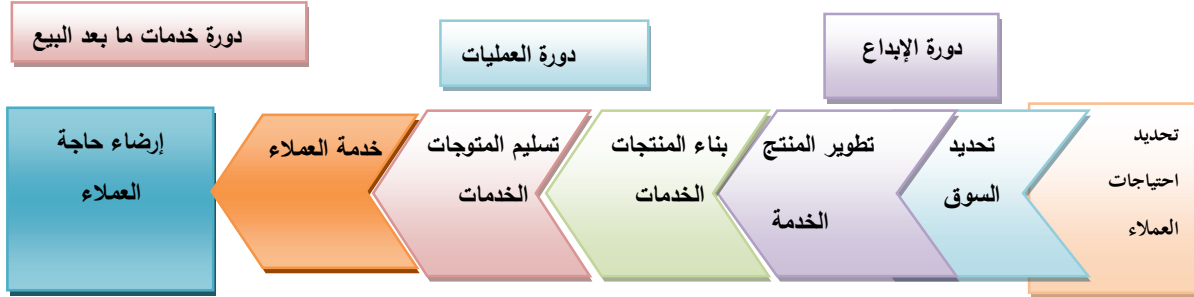 دورة الإبداع
دورة العمليات
دورة خدمات ما بعد البيع
تحديد
احتياجات
العملاء
تحديد
السوق
تطوير المنتج
الخدمة
بناء المنتجات
الخدمات
تسليم المتوجات
الخدمات
خدمة العملاء
إرضاء حاجة
العملاء